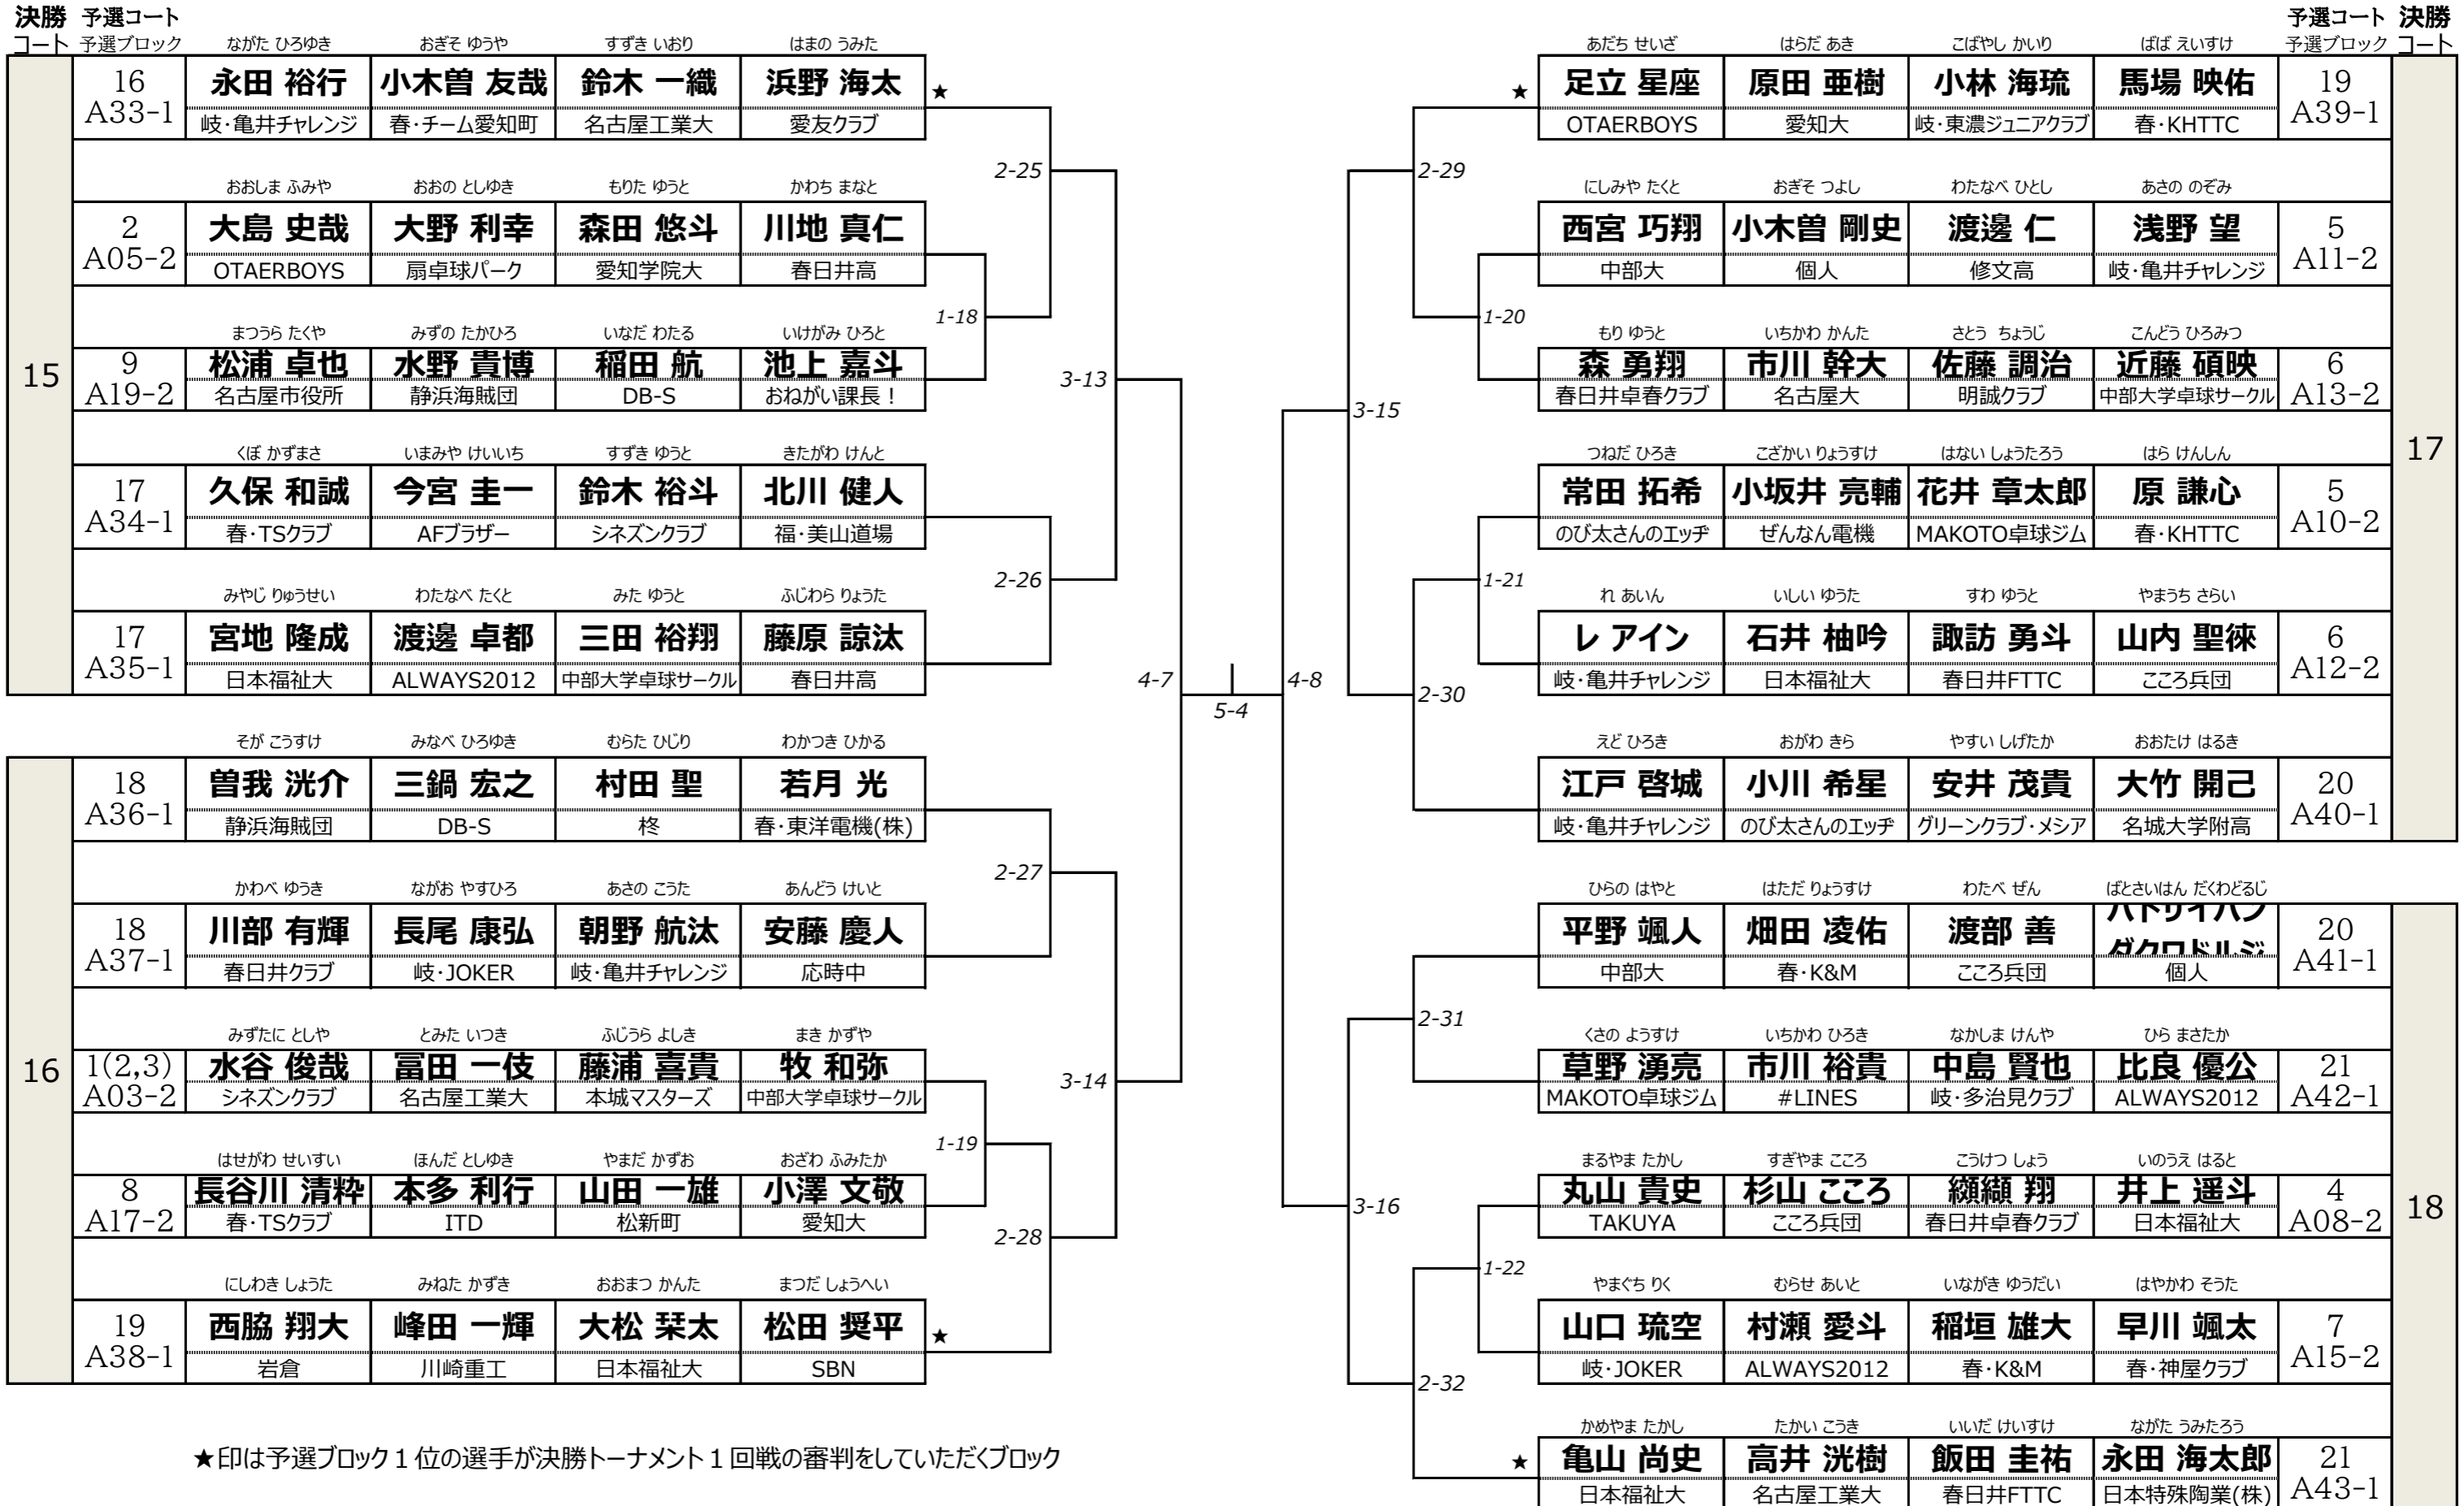 決勝 予選コート
コート 予選ブロック ながた ひろゆき おぎそ ゆうや すずき いおり はまの うみた
16 永田 裕行 小木曽 友哉 鈴木 一織 浜野 海太 ★
A33-1 岐・亀井チャレンジ 春・チーム愛知町 名古屋工業大 愛友クラブ
2-25
おおしま ふみや おおの としゆき もりた ゆうと かわち まなと
2 大島 史哉 大野 利幸 森田 悠斗 川地 真仁
A05-2 OTAERBOYS 扇卓球パーク 愛知学院大 春日井高
1-18
まつうら たくや みずの たかひろ いなだ わたる いけがみ ひろと
15 9 松浦 卓也 水野 貴博 稲田 航 池上 嘉斗
A19-2 名古屋市役所 静浜海賊団 DB-S おねがい課長！
3-13
くぼ かずまさ いまみや けいいち すずき ゆうと きたがわ けんと
17 久保 和誠 今宮 圭一 鈴木 裕斗 北川 健人
A34-1 春・TSクラブ AFブラザー シネズンクラブ 福・美山道場
2-26
みやじ りゅうせい わたなべ たくと みた ゆうと ふじわら りょうた
17 宮地 隆成 渡邊 卓都 三田 裕翔 藤原 諒汰
A35-1 日本福祉大 ALWAYS2012 中部大学卓球サークル 春日井高
4-7
5-4
4-8
そが こうすけ みなべ ひろゆき むらた ひじり わかつき ひかる
18 曽我 洸介 三鍋 宏之 村田 聖 若月 光
A36-1 静浜海賊団 DB-S 柊 春・東洋電機(株)
2-27
かわべ ゆうき ながお やすひろ あさの こうた あんどう けいと
18 川部 有輝 長尾 康弘 朝野 航汰 安藤 慶人
A37-1 春日井クラブ 岐・JOKER 岐・亀井チャレンジ 応時中
みずたに としや とみた いつき ふじうら よしき まき かずや
16 1(2,3) 水谷 俊哉 冨田 一伎 藤浦 喜貴 牧 和弥
A03-2 シネズンクラブ 名古屋工業大 本城マスターズ 中部大学卓球サークル
3-14
1-19
はせがわ せいすい ほんだ としゆき やまだ かずお おざわ ふみたか
8 長谷川 清粋 本多 利行 山田 一雄 小澤 文敬
A17-2 春・TSクラブ ITD 松新町 愛知大
2-28
にしわき しょうた みねた かずき おおまつ かんた まつだ しょうへい
19 西脇 翔大 峰田 一輝 大松 栞太 松田 奨平 ★
A38-1 岩倉 川崎重工 日本福祉大 SBN
★印は予選ブロック１位の選手が決勝トーナメント１回戦の審判をしていただくブロック
予選コート 決勝
あだち せいざ はらだ あき こばやし かいり ばば えいすけ 予選ブロック コート
★ 足立 星座 原田 亜樹 小林 海琉 馬場 映佑 19
OTAERBOYS 愛知大 岐・東濃ジュニアクラブ 春・KHTTC A39-1
2-29
にしみや たくと おぎそ つよし わたなべ ひとし あさの のぞみ
西宮 巧翔 小木曽 剛史 渡邊 仁 浅野 望 5
中部大 個人 修文高 岐・亀井チャレンジ A11-2
1-20
もり ゆうと いちかわ かんた さとう ちょうじ こんどう ひろみつ
森 勇翔 市川 幹大 佐藤 調治 近藤 碩映 6
春日井卓春クラブ 名古屋大 明誠クラブ 中部大学卓球サークル A13-2
3-15
つねだ ひろき こざかい りょうすけ はない しょうたろう はら けんしん 17
常田 拓希 小坂井 亮輔 花井 章太郎 原 謙心 5
のび太さんのエッヂ ぜんなん電機 MAKOTO卓球ジム 春・KHTTC A10-2
1-21
れ あいん いしい ゆうた すわ ゆうと やまうち さらい
レ アイン 石井 柚吟 諏訪 勇斗 山内 聖徠 6
岐・亀井チャレンジ 日本福祉大 春日井FTTC こころ兵団 A12-2
2-30
えど ひろき おがわ きら やすい しげたか おおたけ はるき
江戸 啓城 小川 希星 安井 茂貴 大竹 開己 20
岐・亀井チャレンジ のび太さんのエッヂ グリーンクラブ・メシア 名城大学附高 A40-1
ひらの はやと はただ りょうすけ わたべ ぜん ばとさいはん だくわどるじ
平野 颯人 畑田 凌佑 渡部 善 バトサイハン ダクワドルジ 20
中部大 春・K&M こころ兵団 個人 A41-1
2-31
くさの ようすけ いちかわ ひろき なかしま けんや ひら まさたか
草野 湧亮 市川 裕貴 中島 賢也 比良 優公 21
MAKOTO卓球ジム #LINES 岐・多治見クラブ ALWAYS2012 A42-1
まるやま たかし すぎやま こころ こうけつ しょう いのうえ はると
丸山 貴史 杉山 こころ 纐纈 翔 井上 遥斗 4
TAKUYA こころ兵団 春日井卓春クラブ 日本福祉大 A08-2 18
3-16
1-22
やまぐち りく むらせ あいと いながき ゆうだい はやかわ そうた
山口 琉空 村瀬 愛斗 稲垣 雄大 早川 颯太 7
岐・JOKER ALWAYS2012 春・K&M 春・神屋クラブ A15-2
2-32
かめやま たかし たかい こうき いいだ けいすけ ながた うみたろう
★ 亀山 尚史 高井 洸樹 飯田 圭祐 永田 海太郎 21
日本福祉大 名古屋工業大 春日井FTTC 日本特殊陶業(株) A43-1